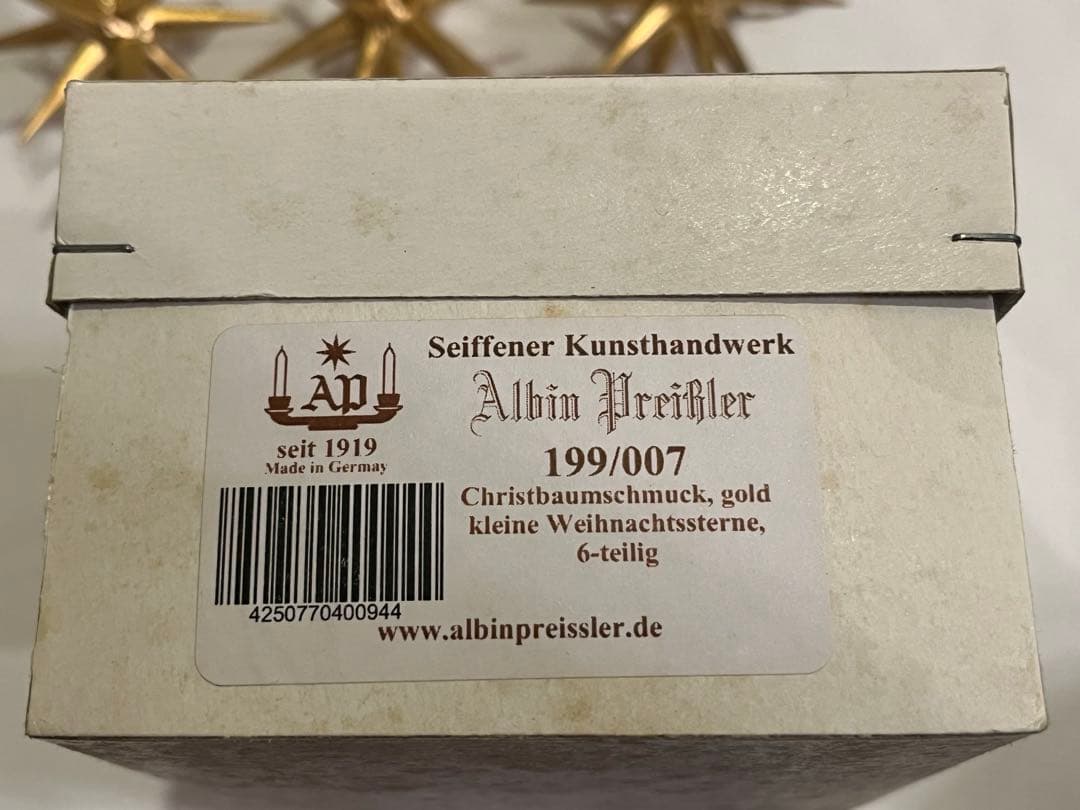 AP
seit 1919
Made in Germay
Seiffener Kunsthandwerk
Albin Preißler
199/007
Christbaumschmuck, gold
kleine Weihnachtssterne,
6-teilig
4250770400944
www.albinpreissler.de